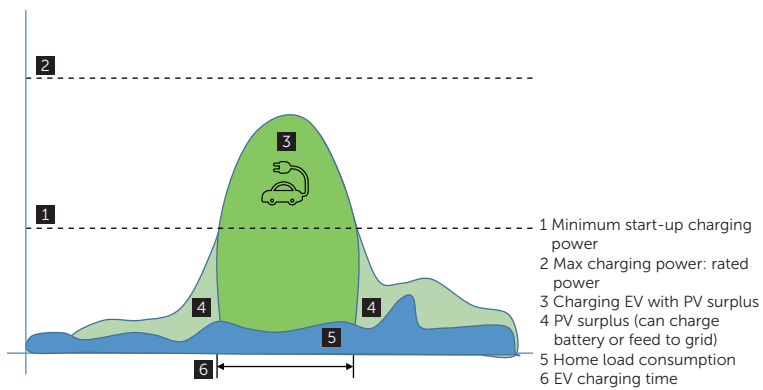 2
3
1
4
4
5
6
1 Minimum start-up charging
power
2 Max charging power: rated
power
3 Charging EV with PV surplus
4 PV surplus (can charge
battery or feed to grid)
5 Home load consumption
6 EV charging time